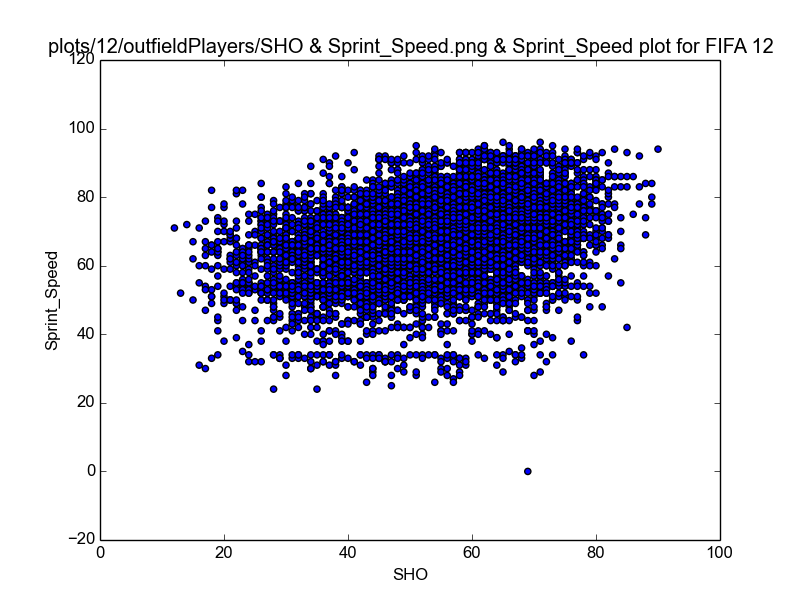 plots/12/outfieldPlayers/SHO & Sprint_Speed.png & Sprint_Speed plot for FIFA 12
120
100
80
60
40
20
0
−20
Sprint_Speed
0 20 40 60 80 100
SHO